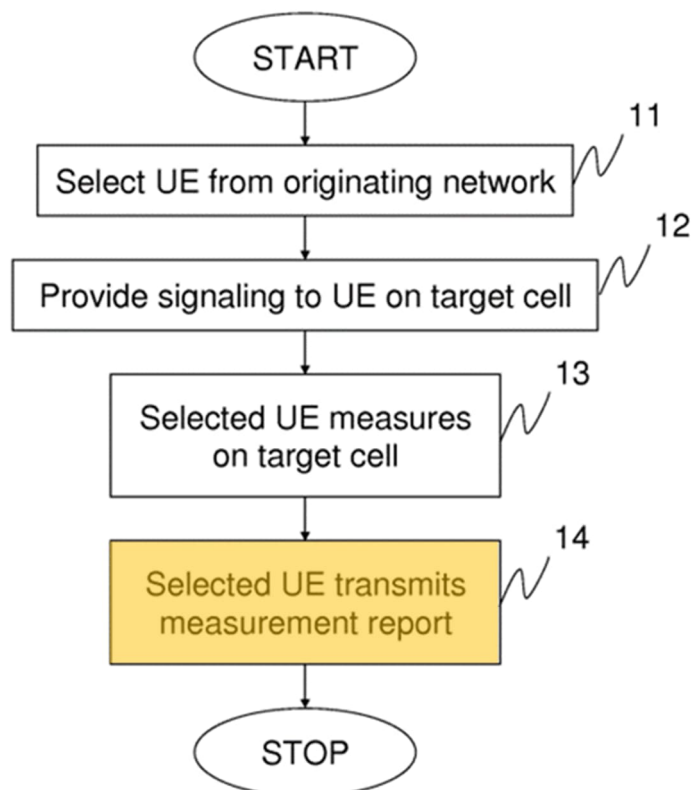 START
11
Select UE from originating network
12
Provide signaling to UE on target cell
13
Selected UE measures
on target cell
14
Selected UE transmits
measurement report
STOP